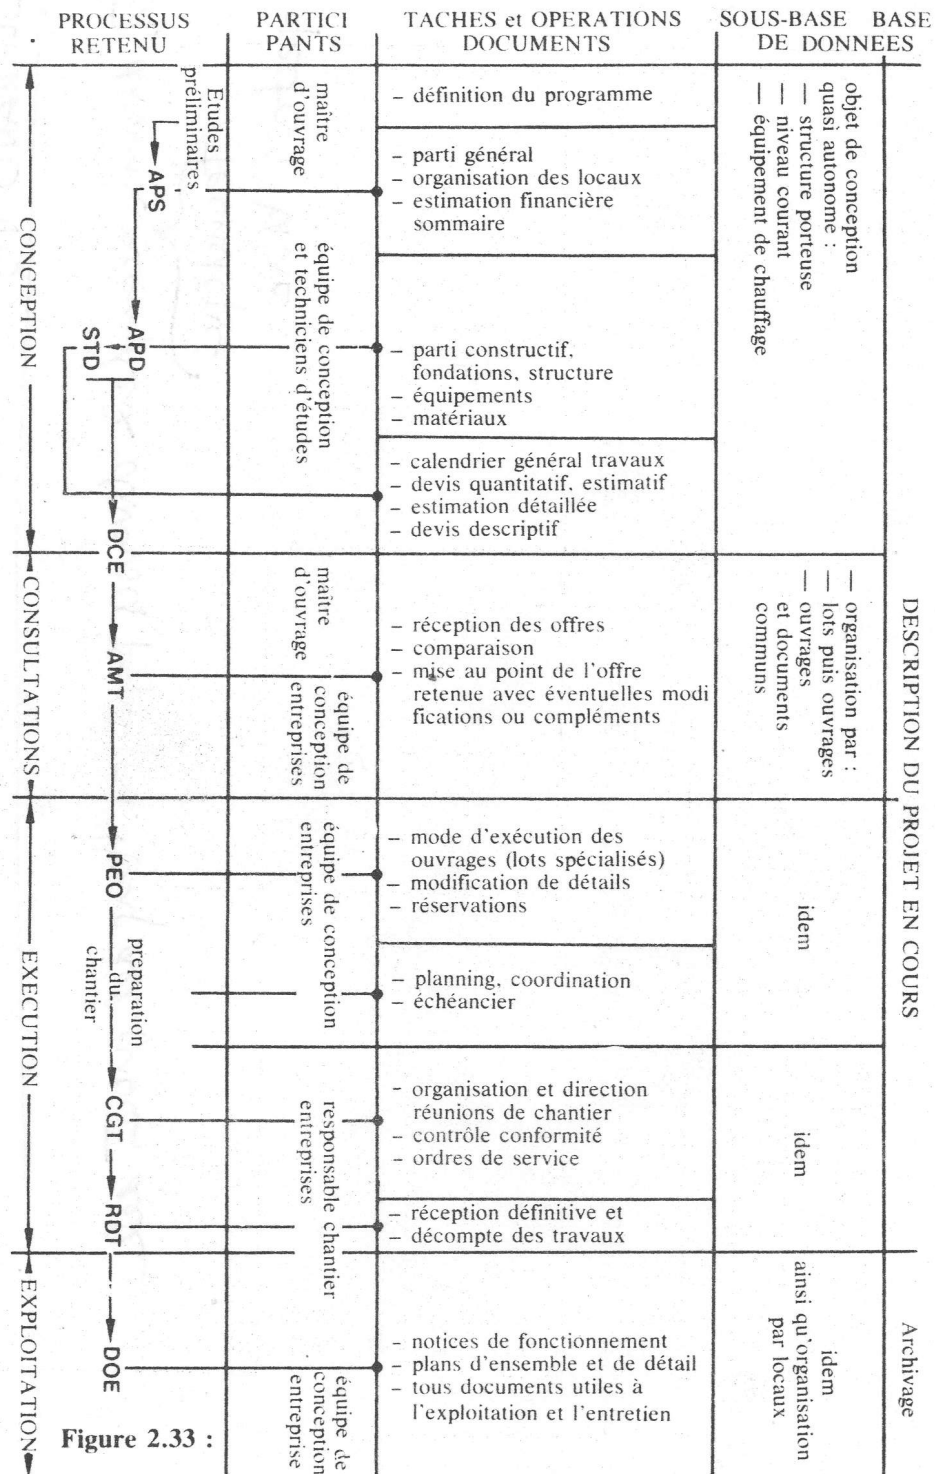 PROCESSUS
RETENU
PARTICI
PANTS
TACHES et OPERATIONS
DOCUMENTS
SOUS-BASE BASE
DE DONNEES
CONCEPTION
Etudes
préliminaires
APS
APD
STD
DCE
maître
d'ouvrage
équipe de conception
et techniciens d'études
– définition du programme
– parti général
– organisation des locaux
– estimation financière
sommaire
– parti constructif,
fondations, structure
– équipements
– matériaux
– calendrier général travaux
– devis quantitatif, estimatif
– estimation détaillée
– devis descriptif
objet de conception
quasi autonome :
— structure porteuse
— niveau courant
— équipement de chauffage
CONSULTATIONS
AMT
maître
d'ouvrage
équipe de
conception
entreprises
– réception des offres
– comparaison
– mise au point de l'offre
retenue avec éventuelles modi
fications ou compléments
— organisation par :
— lots puis ouvrages
— ouvrages
et documents
communs
DESCRIPTION DU PROJET EN COURS
EXECUTION
PEO
preparation
du
chantier
CGT
RDT
équipe de conception
entreprises
– mode d'exécution des
ouvrages (lots spécialisés)
– modification de détails
– réservations
– planning, coordination
– échéancier
idem
responsable chantier
entreprises
- organisation et direction
réunions de chantier
– contrôle conformité
– ordres de service
– réception définitive et
– décompte des travaux
idem
EXPLOITATION
DOE
équipe de
conception
entreprise
– notices de fonctionnement
– plans d'ensemble et de détail
– tous documents utiles à
l'exploitation et l'entretien
idem
ainsi qu'organisation
par locaux
Archivage
Figure 2.33 :